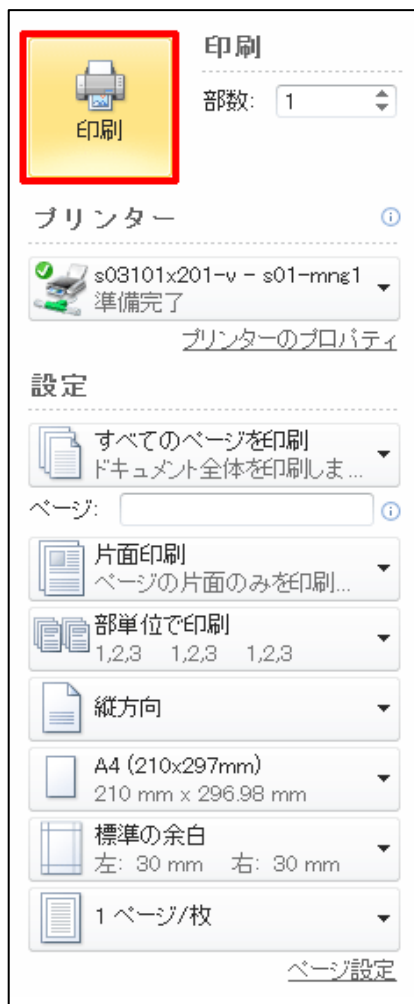 印刷
印刷
部数: 1
プリンター
s03101x201-v - s01-mng1
準備完了
プリンターのプロパティ
設定
すべてのページを印刷
ドキュメント全体を印刷しま...
ページ:
片面印刷
ページの片面のみを印刷...
部単位で印刷
1,2,3 1,2,3 1,2,3
縦方向
A4 (210x297mm)
210 mm x 296.98 mm
標準の余白
左: 30 mm 右: 30 mm
1 ページ/枚
ページ設定